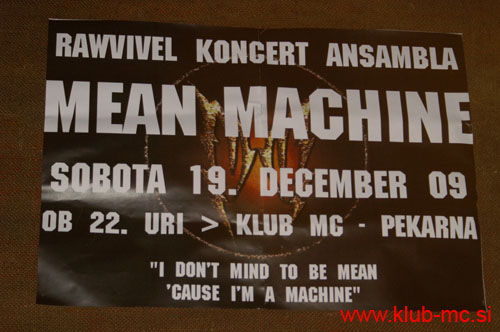 RAWVIVEL KONCERT ANSAMBLA
MEAN MACHINE
SOBOTA 19. DECEMBER 09
OB 22. URI > KLUB MC - PEKARNA
"I DON'T MIND TO BE MEAN
'CAUSE I'M A MACHINE"
www.klub-mc.si